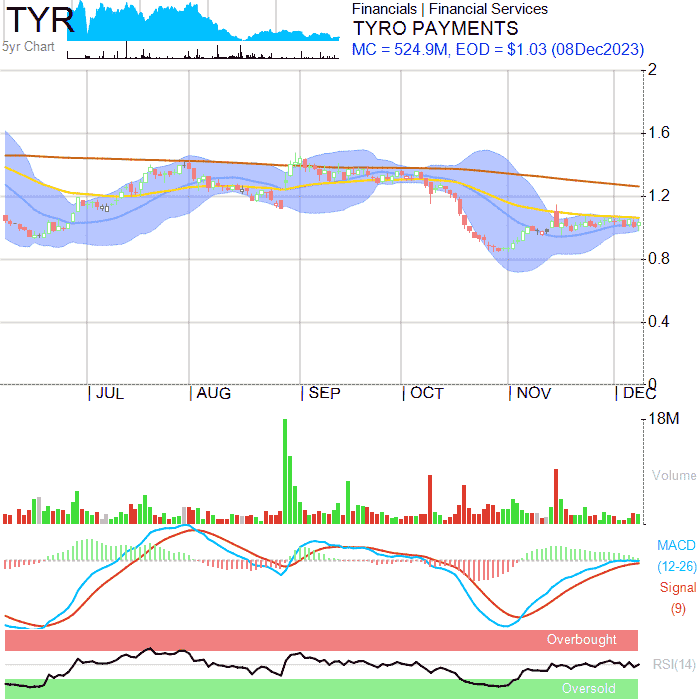 TYR
5yr Chart
Financials | Financial Services
TYRO PAYMENTS
MC = 524.9M, EOD = $1.03 (08Dec2023)
2
1.6
1.2
0.8
0.4
0
JUL AUG SEP OCT NOV DEC
18M
Volume
MACD
(12-26)
Signal
(9)
Overbought
RSI(14)
Oversold